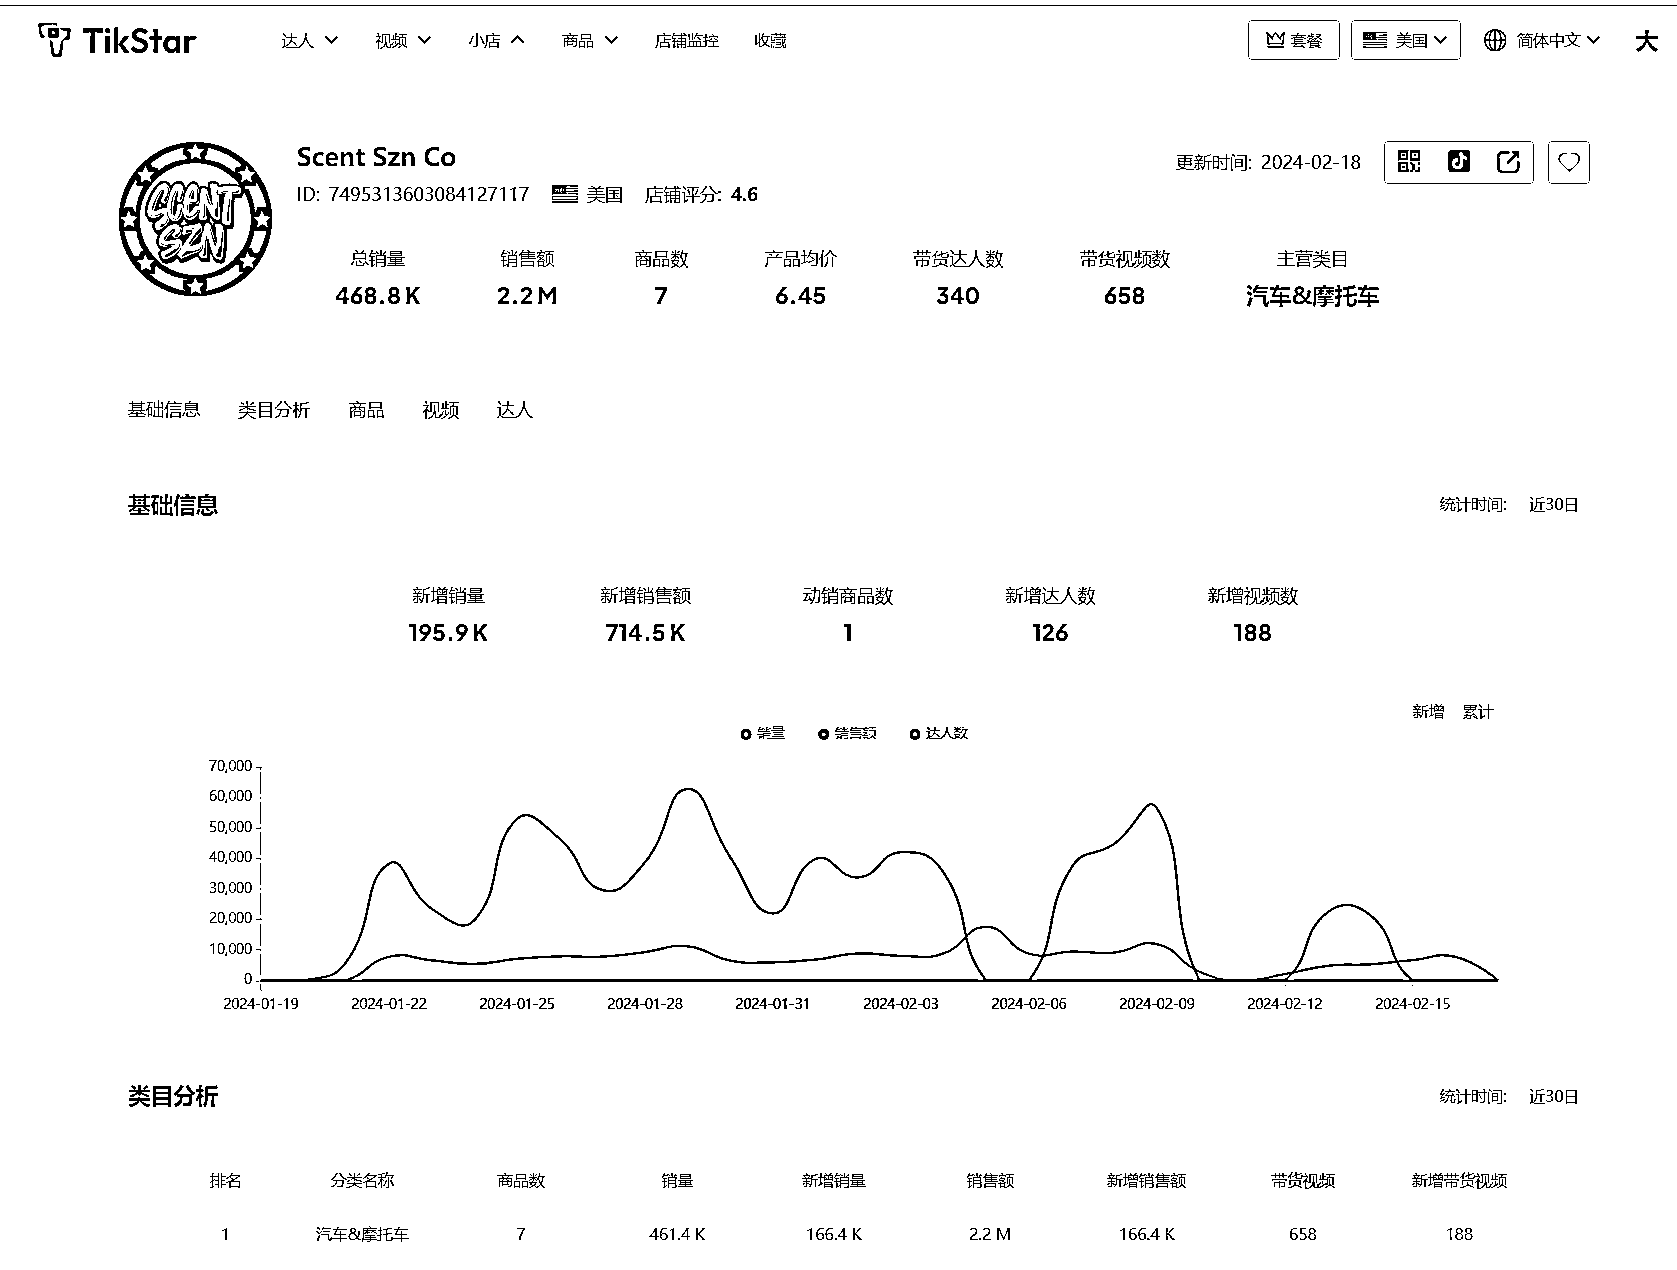 TikStar 达人 视频 小店 商品 店铺监控 收藏 套餐 美国 简体中文 大
SCENT
SZN
Scent Szn Co
更新时间: 2024-02-18
ID: 7495313603084127117 美国 店铺评分: 4.6
总销量 销售额 商品数 产品均价 带货达人数 带货视频数 主营类目
468.8 K 2.2 M 7 6.45 340 658 汽车&摩托车
基础信息 类目分析 商品 视频 达人
基础信息 统计时间: 近30日
新增销量 新增销售额 动销商品数 新增达人数 新增视频数
195.9 K 714.5 K 1 126 188
新增 累计
销量 销售额 达人数
70,000
60,000
50,000
40,000
30,000
20,000
10,000
0
2024-01-19 2024-01-22 2024-01-25 2024-01-28 2024-01-31 2024-02-03 2024-02-06 2024-02-09 2024-02-12 2024-02-15
类目分析 统计时间: 近30日
排名 分类名称 商品数 销量 新增销量 销售额 新增销售额 带货视频 新增带货视频
1 汽车&摩托车 7 461.4 K 166.4 K 2.2 M 166.4 K 658 188